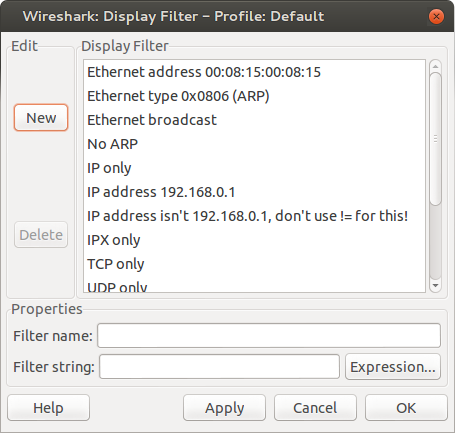 Wireshark: Display Filter - Profile: Default
Edit
Display Filter
New
Delete
Ethernet address 00:08:15:00:08:15
Ethernet type 0x0806 (ARP)
Ethernet broadcast
No ARP
IP only
IP address 192.168.0.1
IP address isn't 192.168.0.1, don't use != for this!
IPX only
TCP only
UDP only
Properties
Filter name:
Filter string:
Expression...
Help
Apply
Cancel
OK